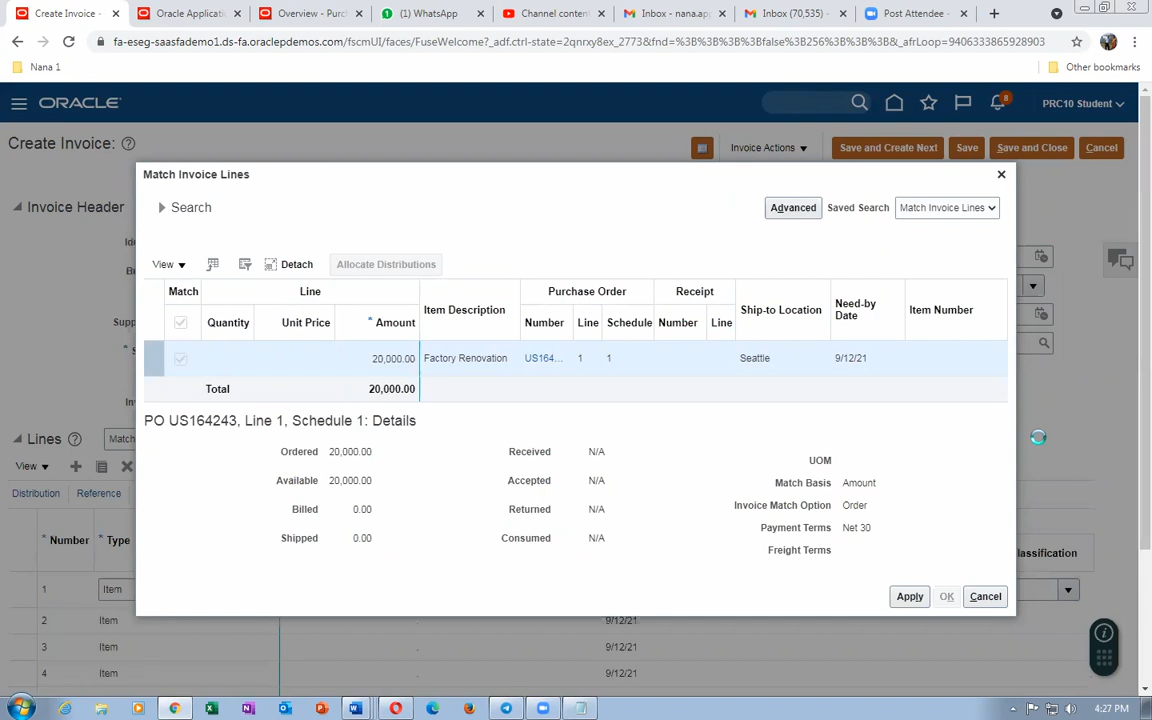 Create Invoice: Oracle Applicati Overview - Purc (1) WhatsApp Channel conten Inbox - nana.ap Inbox (70,535) - Post Attendee -
fa-eseg-saasfademo1.ds-fa.oraclepdemos.com/fscmUI/faces/FuseWelcome?_adf.ctrl-state=2qnrxy8ex_2773&fnd=%3B%3B%3B%3Bfalse%3B256%3B%3B%3B&_afrLoop=9406333865928903
Nana 1 Other bookmarks
ORACLE 8 PRC10 Student
Create Invoice: Invoice Actions Save and Create Next Save Save and Close Cancel
Match Invoice Lines
Invoice Header Search Advanced Saved Search Match Invoice Lines
View Detach Allocate Distributions
Match Line Item Description Purchase Order Receipt Ship-to Location Need-by Date Item Number
Quantity Unit Price * Amount Number Line Schedule Number Line
20,000.00 Factory Renovation US164... 1 1 Seattle 9/12/21
Total 20,000.00
PO US164243, Line 1, Schedule 1: Details
Lines Match
Ordered 20,000.00 Received N/A UOM
View Available 20,000.00 Accepted N/A Match Basis Amount
Distribution Reference Billed 0.00 Returned N/A Invoice Match Option Order
Shipped 0.00 Consumed N/A Payment Terms Net 30
* Number * Type Freight Terms lassification
1 Item Apply OK Cancel
2 Item 9/12/21
3 Item 9/12/21
4 Item 9/12/21
4:27 PM